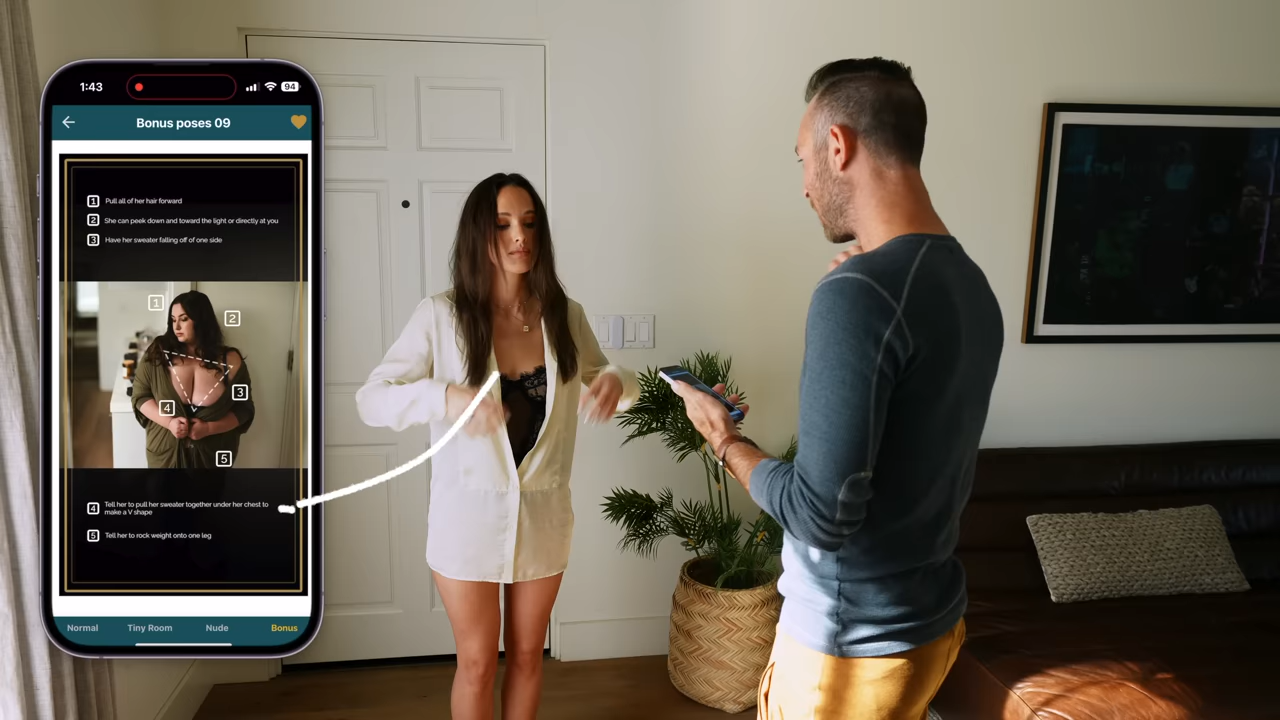 1:43
94
Bonus poses 09
1 Pull all of her hair forward
2 She can peek down and toward the light or directly at you
3 Have her sweater falling off of one side
1
2
3
4
5
4 Tell her to pull her sweater together under her chest to
make a V shape
5 Tell her to rock weight onto one leg
Normal Tiny Room Nude Bonus